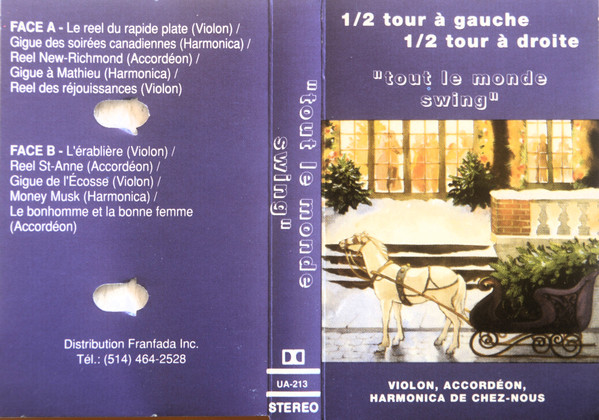 FACE A - Le reel du rapide plate (Violon) /
Gigue des soirées canadiennes (Harmonica) /
Reel New-Richmond (Accordéon) /
Gigue à Mathieu (Harmonica) /
Reel des réjouissances (Violon)
FACE B - L'érablière (Violon) /
Reel St-Anne (Accordéon) /
Gigue de l'Écosse (Violon) /
Money Musk (Harmonica) /
Le bonhomme et la bonne femme
(Accordéon)
Distribution Franfada Inc.
Tél.: (514) 464-2528
"tout le monde
swing"
UA-213
STEREO
1/2 tour à gauche
1/2 tour à droite
"tout le monde
swing"
VIOLON, ACCORDÉON,
HARMONICA DE CHEZ-NOUS